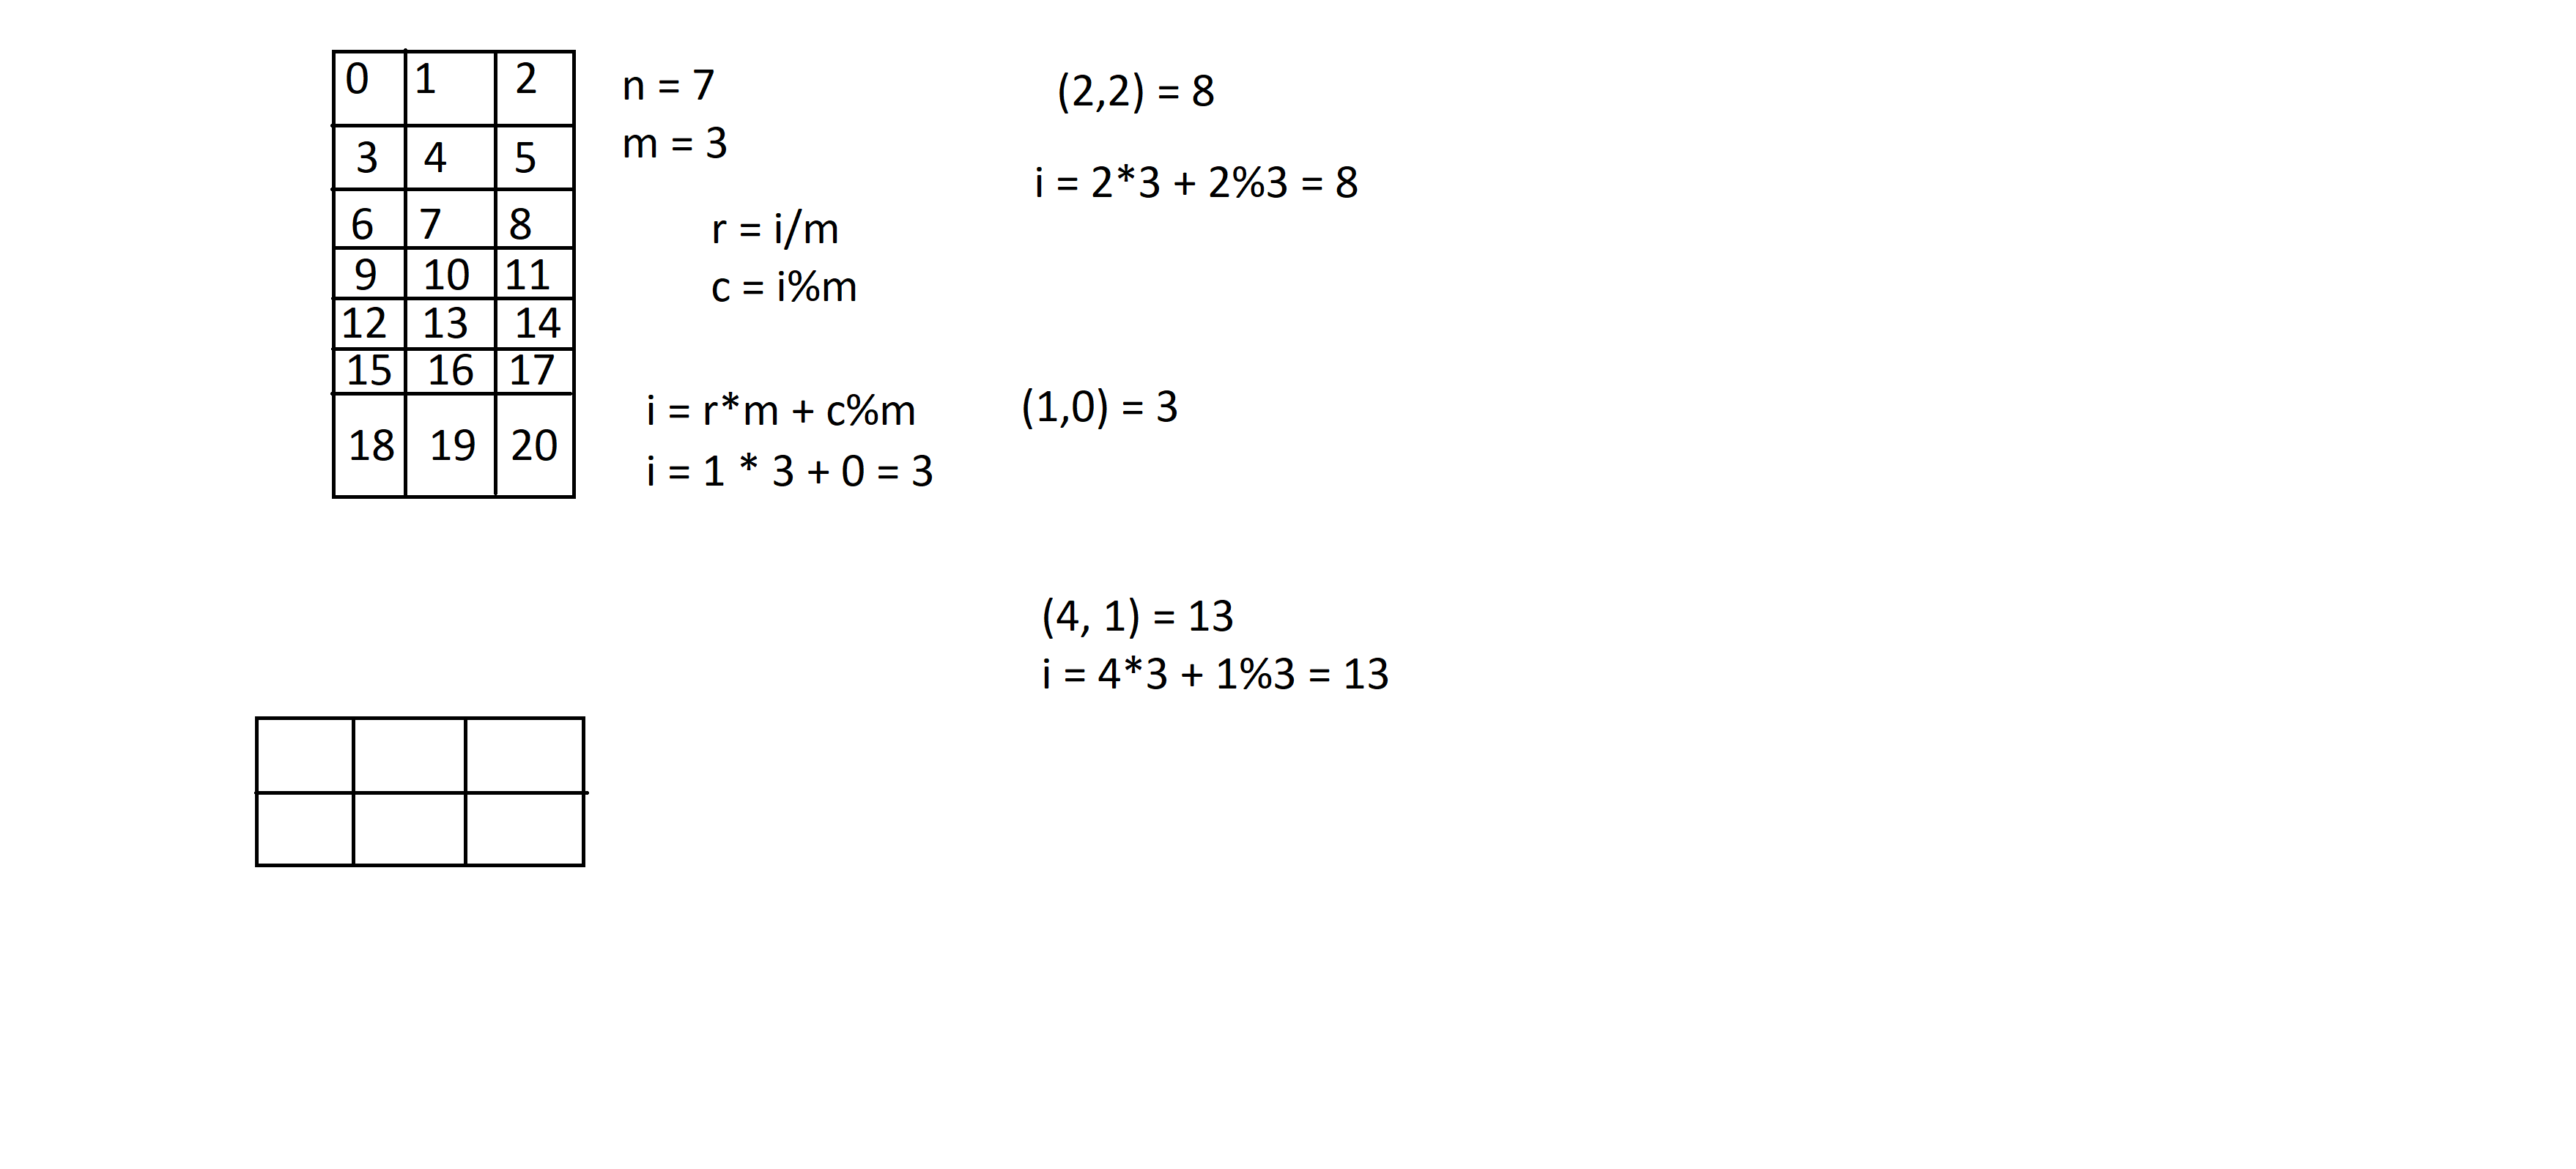 0 1 2
3 4 5
6 7 8
9 10 11
12 13 14
15 16 17
18 19 20
n = 7
m = 3
r = i/m
c = i%m
i = r*m + c%m
i = 1 * 3 + 0 = 3
(2,2) = 8
i = 2*3 + 2%3 = 8
(1,0) = 3
(4, 1) = 13
i = 4*3 + 1%3 = 13